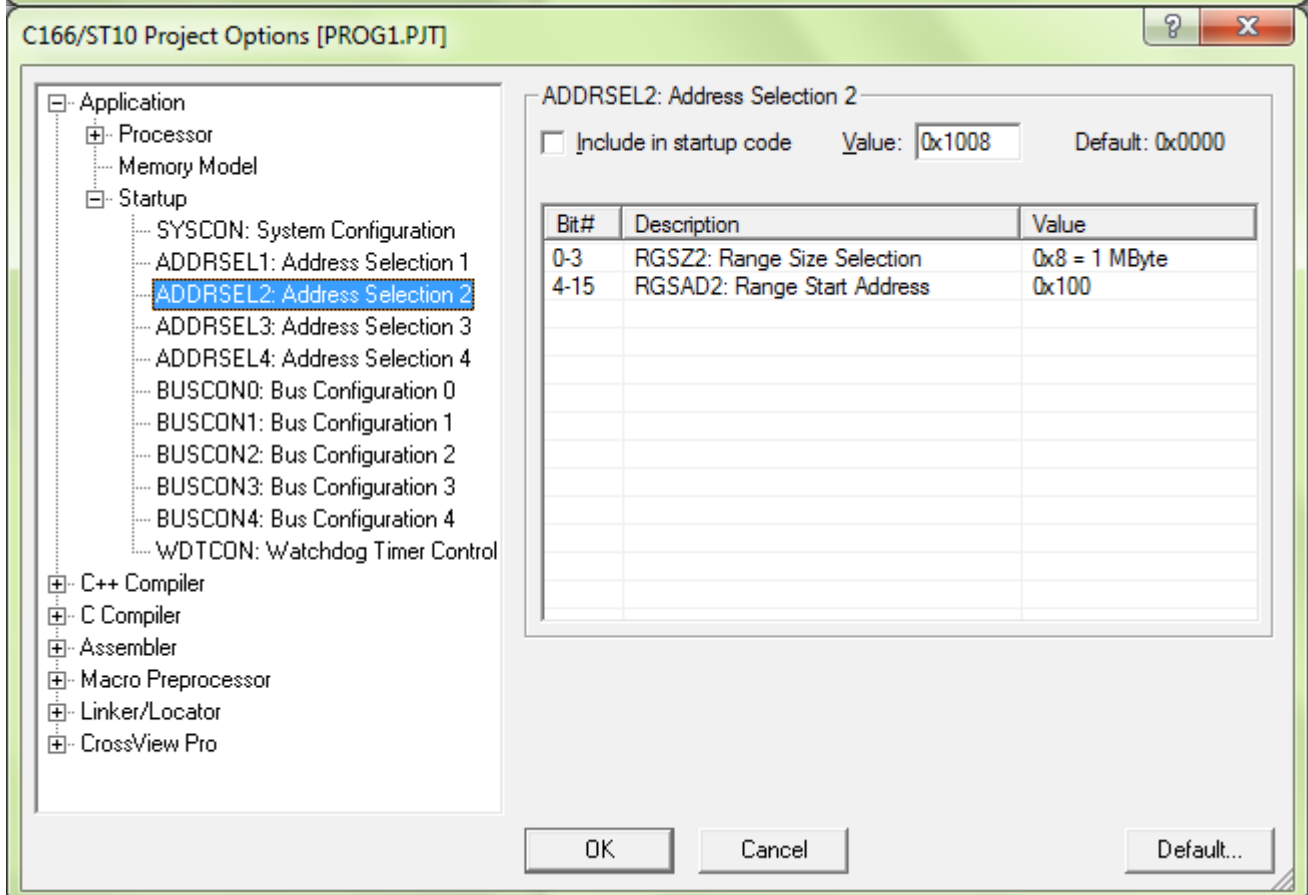 C166/ST10 Project Options [PROG1.PJT]
Application
Processor
Memory Model
Startup
SYSCON: System Configuration
ADDRSEL1: Address Selection 1
ADDRSEL2: Address Selection 2
ADDRSEL3: Address Selection 3
ADDRSEL4: Address Selection 4
BUSCON0: Bus Configuration 0
BUSCON1: Bus Configuration 1
BUSCON2: Bus Configuration 2
BUSCON3: Bus Configuration 3
BUSCON4: Bus Configuration 4
WDTCON: Watchdog Timer Control
C++ Compiler
C Compiler
Assembler
Macro Preprocessor
Linker/Locator
CrossView Pro
ADDRSEL2: Address Selection 2
Include in startup code Value: 0x1008 Default: 0x0000
Bit# Description Value
0-3 RGSZ2: Range Size Selection 0x8 = 1 MByte
4-15 RGSAD2: Range Start Address 0x100
OK Cancel Default...